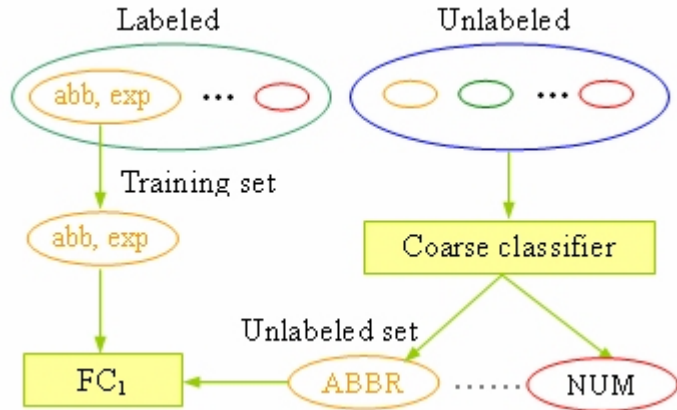 Labeled
Unlabeled
abb, exp
...
...
Training set
abb, exp
Coarse classifier
Unlabeled set
FC₁
ABBR
......
NUM